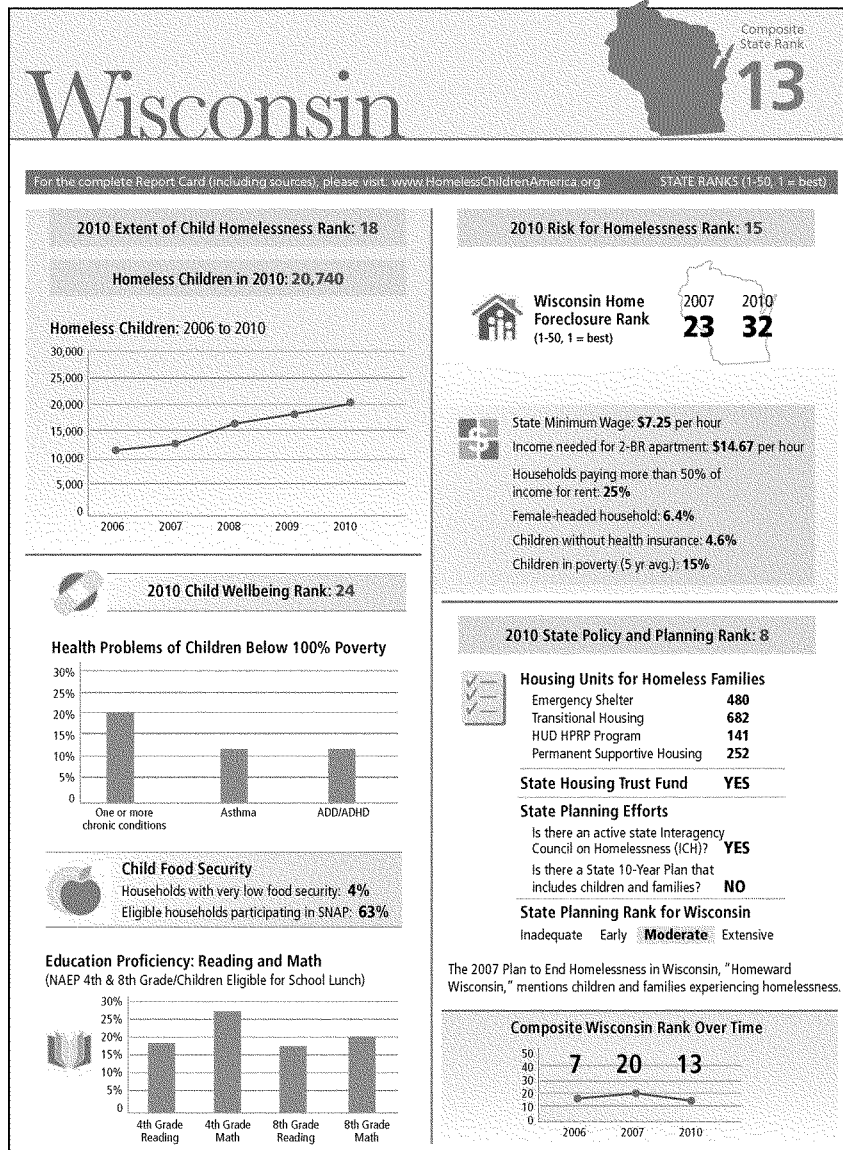 Wisconsin
Composite
State Rank
13
For the complete Report Card (including sources), please visit: www.HomelessChildrenAmerica.org
STATE RANKS (1-50, 1 = best)
2010 Extent of Child Homelessness Rank: 18
Homeless Children in 2010: 20,740
Homeless Children: 2006 to 2010
30,000
25,000
20,000
15,000
10,000
5,000
0
2006 2007 2008 2009 2010
2010 Child Wellbeing Rank: 24
Health Problems of Children Below 100% Poverty
30%
25%
20%
15%
10%
5%
0
One or more
chronic conditions
Asthma
ADD/ADHD
Child Food Security
Households with very low food security: 4%
Eligible households participating in SNAP: 63%
Education Proficiency: Reading and Math
(NAEP 4th & 8th Grade/Children Eligible for School Lunch)
30%
25%
20%
15%
10%
5%
0
4th Grade
Reading
4th Grade
Math
8th Grade
Reading
8th Grade
Math
2010 Risk for Homelessness Rank: 15
Wisconsin Home
Foreclosure Rank
(1-50, 1 = best)
2007 2010
23 32
$
State Minimum Wage: $7.25 per hour
Income needed for 2-BR apartment: $14.67 per hour
Households paying more than 50% of
income for rent: 25%
Female-headed household: 6.4%
Children without health insurance: 4.6%
Children in poverty (5 yr avg.): 15%
2010 State Policy and Planning Rank: 8
Housing Units for Homeless Families
Emergency Shelter 480
Transitional Housing 682
HUD HPRP Program 141
Permanent Supportive Housing 252
State Housing Trust Fund YES
State Planning Efforts
Is there an active state Interagency
Council on Homelessness (ICH)? YES
Is there a State 10-Year Plan that
includes children and families? NO
State Planning Rank for Wisconsin
Inadequate Early Moderate Extensive
The 2007 Plan to End Homelessness in Wisconsin, "Homeward
Wisconsin," mentions children and families experiencing homelessness.
Composite Wisconsin Rank Over Time
50
40
30
20
10
0
7 20 13
2006 2007 2010